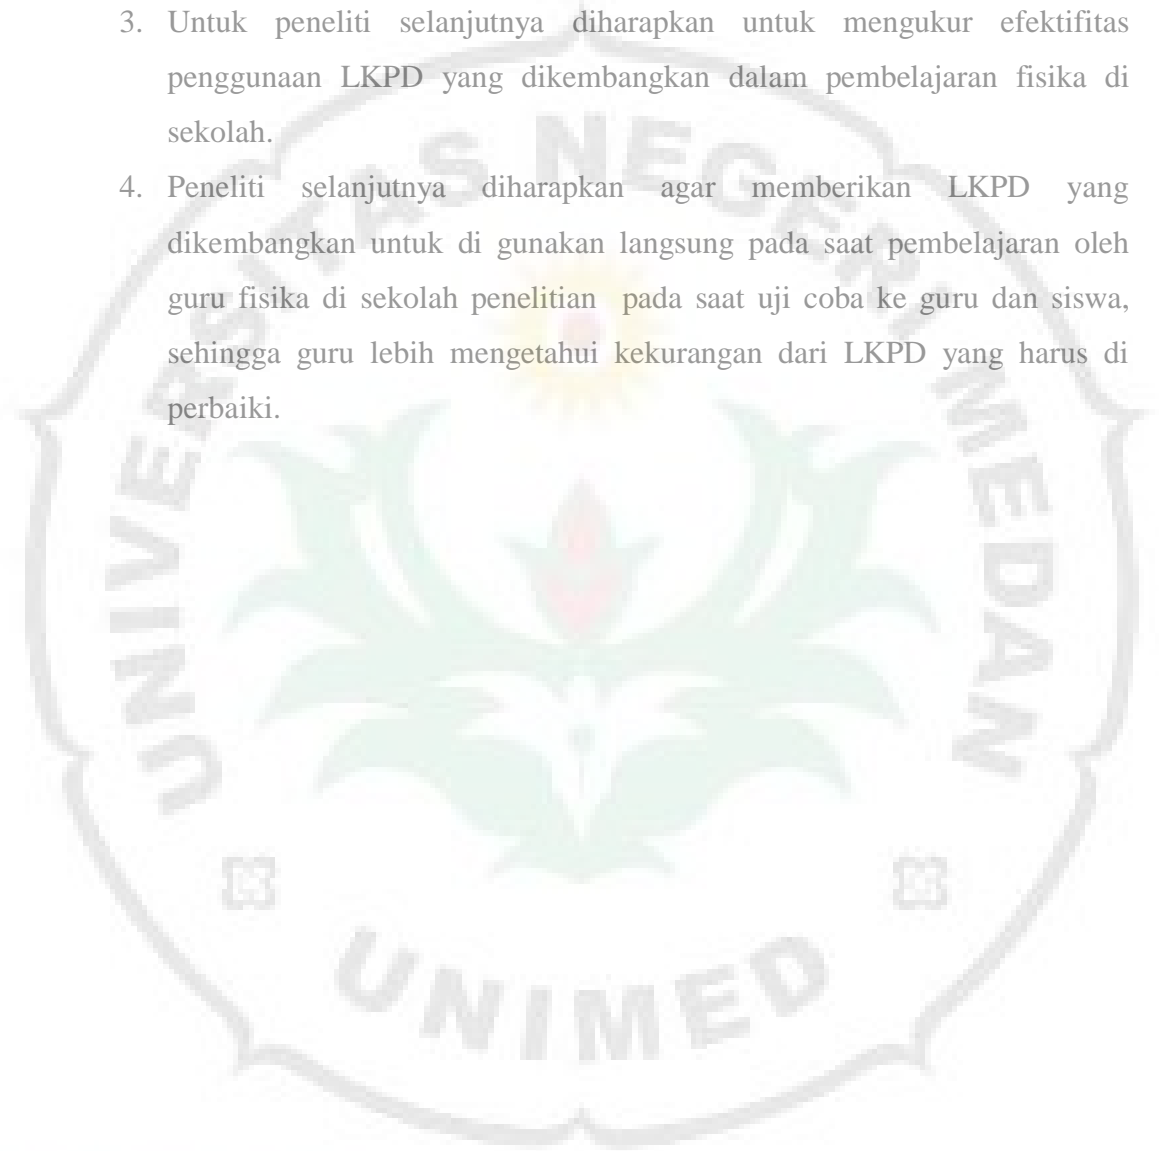 3. Untuk peneliti selanjutnya diharapkan untuk mengukur efektifitas
penggunaan LKPD yang dikembangkan dalam pembelajaran fisika di
sekolah.
4. Peneliti selanjutnya diharapkan agar memberikan LKPD yang
dikembangkan untuk di gunakan langsung pada saat pembelajaran oleh
guru fisika di sekolah penelitian pada saat uji coba ke guru dan siswa,
sehingga guru lebih mengetahui kekurangan dari LKPD yang harus di
perbaiki.
UNIVERSITAS NEGERI MEDAN
UNIMED